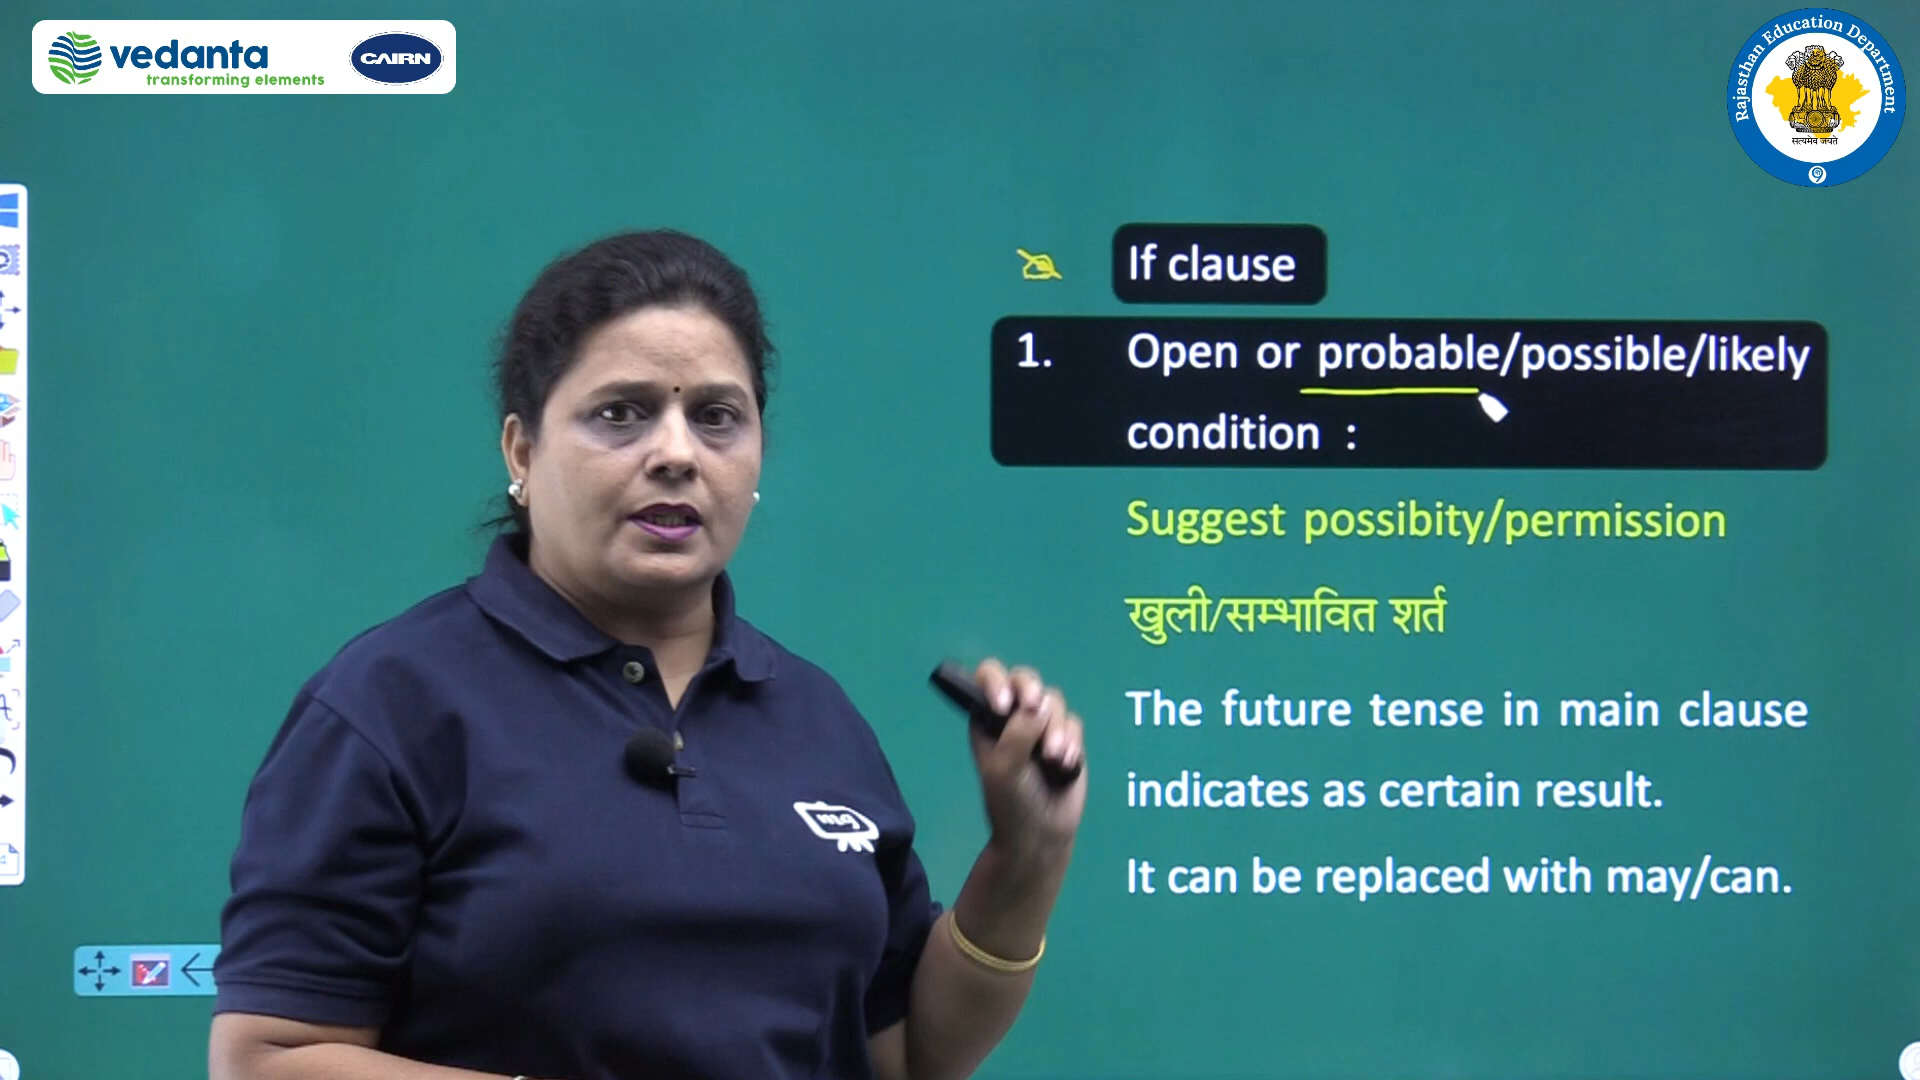 vedanta
transforming elements
CAIRN
Rajasthan Education Department
सत्यमेव जयते
If clause
1. Open or probable/possible/likely
condition :
Suggest possibity/permission
खुली/सम्भावित शर्त
The future tense in main clause
indicates as certain result.
It can be replaced with may/can.
mg